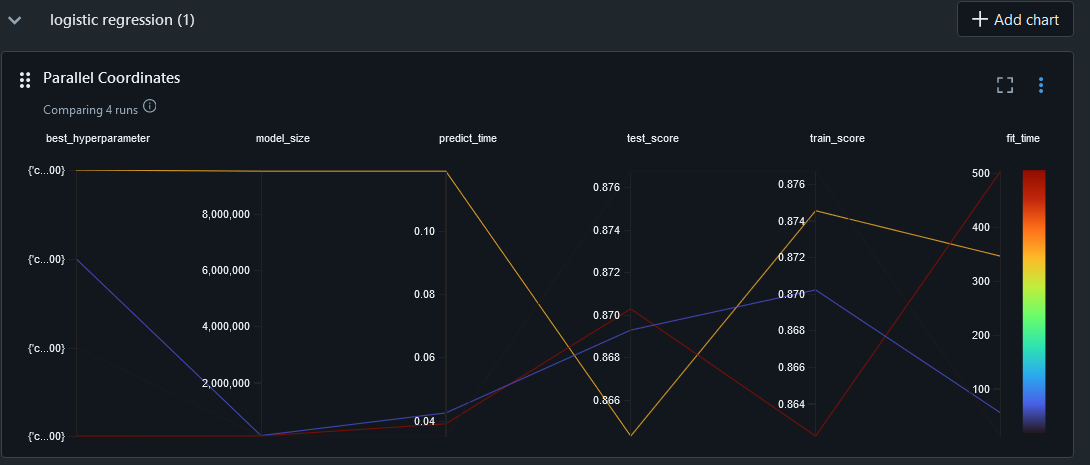 logistic regression (1)
Add chart
Parallel Coordinates
Comparing 4 runs
best_hyperparameter model_size predict_time test_score train_score fit_time
{'c...00} 8,000,000 0.10 0.876 0.876 500
{'c...00} 6,000,000 0.08 0.874 0.874 400
{'c...00} 4,000,000 0.06 0.872 0.872 300
{'c...00} 2,000,000 0.04 0.870 0.870 200
0.868 0.868 100
0.866 0.866
0.864